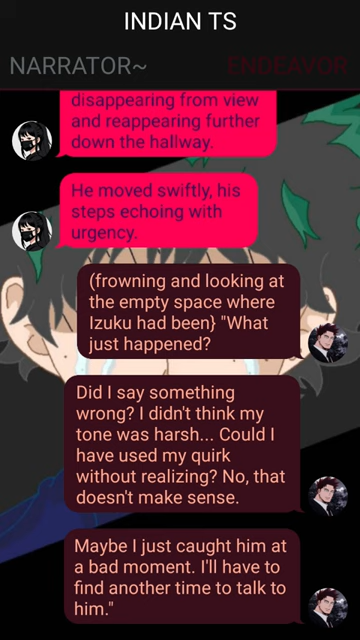 INDIAN TS
NARRATOR~ ENDEAVOR
disappearing from view
and reappearing further
down the hallway.
He moved swiftly, his
steps echoing with
urgency.
(frowning and looking at
the empty space where
Izuku had been} "What
just happened?
Did I say something
wrong? I didn't think my
tone was harsh... Could I
have used my quirk
without realizing? No, that
doesn't make sense.
Maybe I just caught him at
a bad moment. I'll have to
find another time to talk to
him."